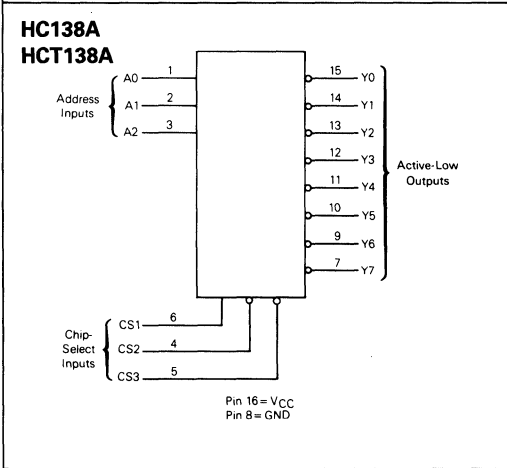 HC138A
HCT138A
Address
Inputs
A0 1
A1 2
A2 3
15 Y0
14 Y1
13 Y2
12 Y3
11 Y4
10 Y5
9 Y6
7 Y7
Active-Low
Outputs
Chip-
Select
Inputs
CS1 6
CS2 4
CS3 5
Pin 16 = VCC
Pin 8 = GND